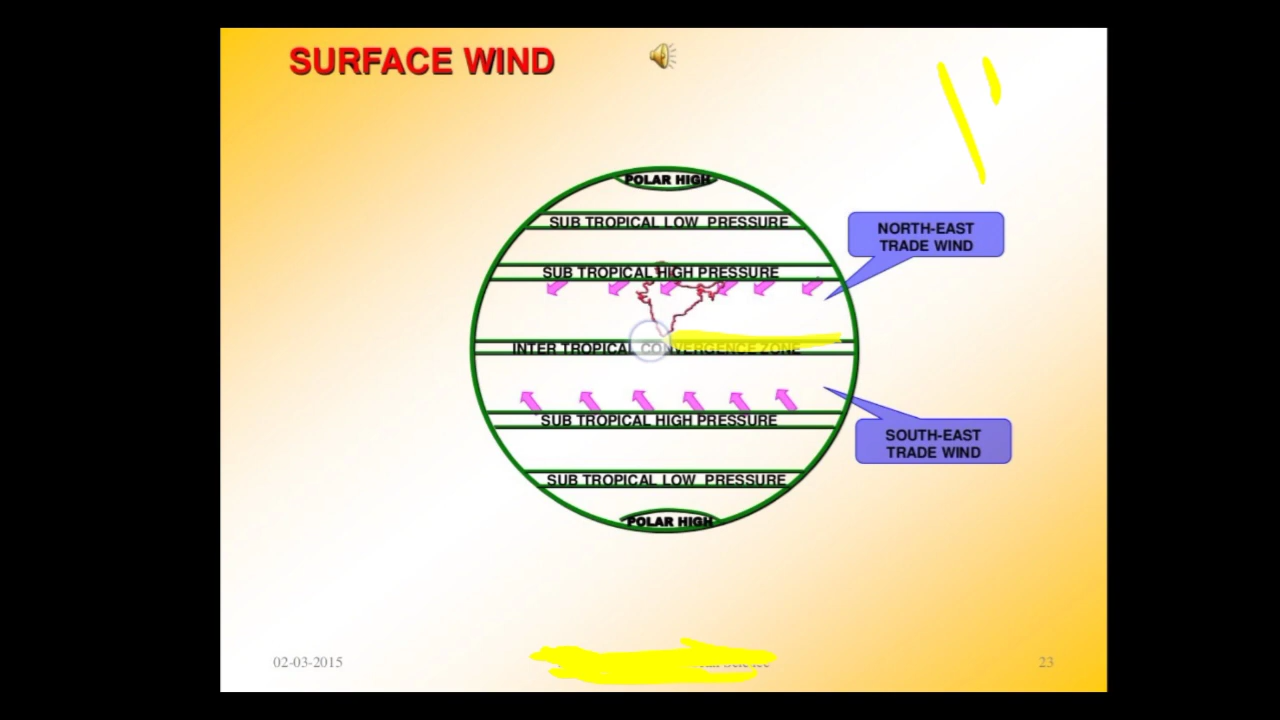 SURFACE WIND
POLAR HIGH
SUB TROPICAL LOW PRESSURE
NORTH-EAST
TRADE WIND
SUB TROPICAL HIGH PRESSURE
INTER TROPICAL CONVERGENCE ZONE
SUB TROPICAL HIGH PRESSURE
SOUTH-EAST
TRADE WIND
SUB TROPICAL LOW PRESSURE
POLAR HIGH
02-03-2015
23